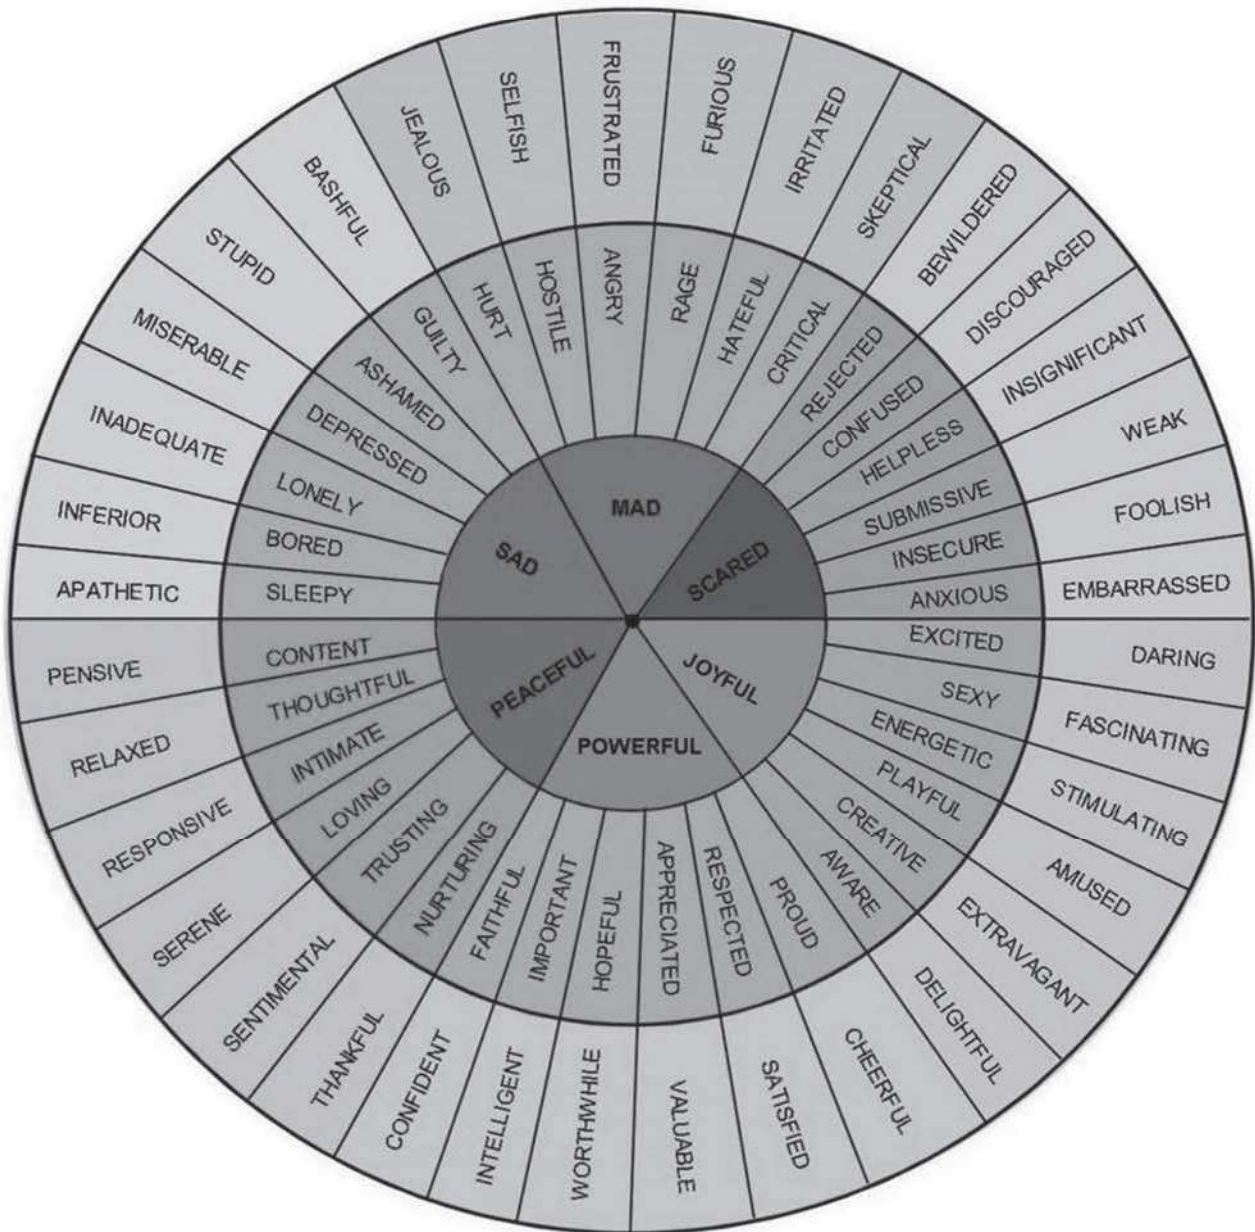 MAD
SCARED
JOYFUL
POWERFUL
PEACEFUL
SAD
HURT
HOSTILE
ANGRY
RAGE
HATEFUL
CRITICAL
REJECTED
CONFUSED
HELPLESS
SUBMISSIVE
INSECURE
ANXIOUS
EXCITED
SEXY
ENERGETIC
PLAYFUL
CREATIVE
AWARE
PROUD
RESPECTED
APPRECIATED
HOPEFUL
IMPORTANT
FAITHFUL
NURTURING
TRUSTING
LOVING
INTIMATE
THOUGHTFUL
CONTENT
SLEEPY
BORED
LONELY
DEPRESSED
ASHAMED
GUILTY
JEALOUS
SELFISH
FRUSTRATED
FURIOUS
IRRITATED
SKEPTICAL
BEWILDERED
DISCOURAGED
INSIGNIFICANT
WEAK
FOOLISH
EMBARRASSED
DARING
FASCINATING
STIMULATING
AMUSED
EXTRAVAGANT
DELIGHTFUL
CHEERFUL
SATISFIED
VALUABLE
WORTHWHILE
INTELLIGENT
CONFIDENT
THANKFUL
SENTIMENTAL
SERENE
RESPONSIVE
RELAXED
PENSIVE
APATHETIC
INFERIOR
INADEQUATE
MISERABLE
STUPID
BASHFUL